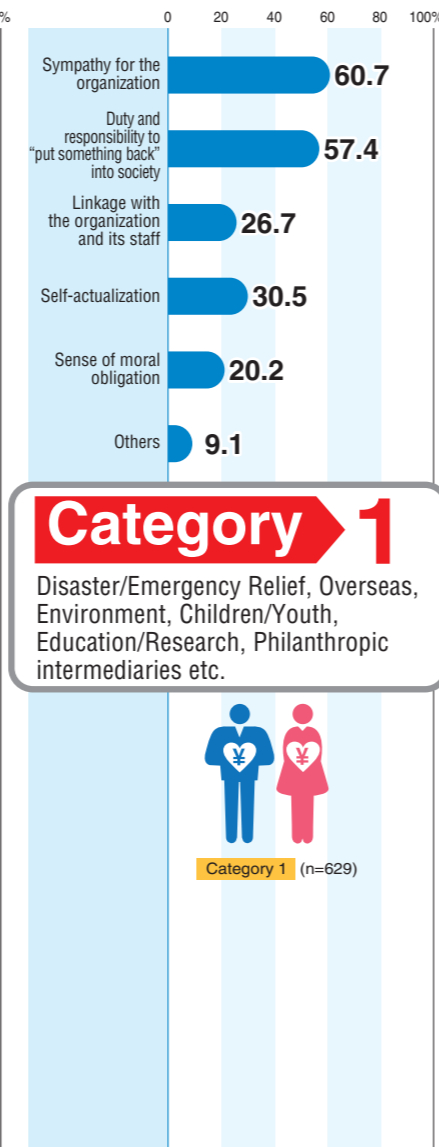 %
0 20 40 60 80 100%
Sympathy for the
organization
60.7
Duty and
responsibility to
“put something back”
into society
57.4
Linkage with
the organization
and its staff
26.7
Self-actualization
30.5
Sense of moral
obligation
20.2
Others
9.1
Category 1
Disaster/Emergency Relief, Overseas,
Environment, Children/Youth,
Education/Research, Philanthropic
intermediaries etc.
¥ ¥
Category 1 (n=629)